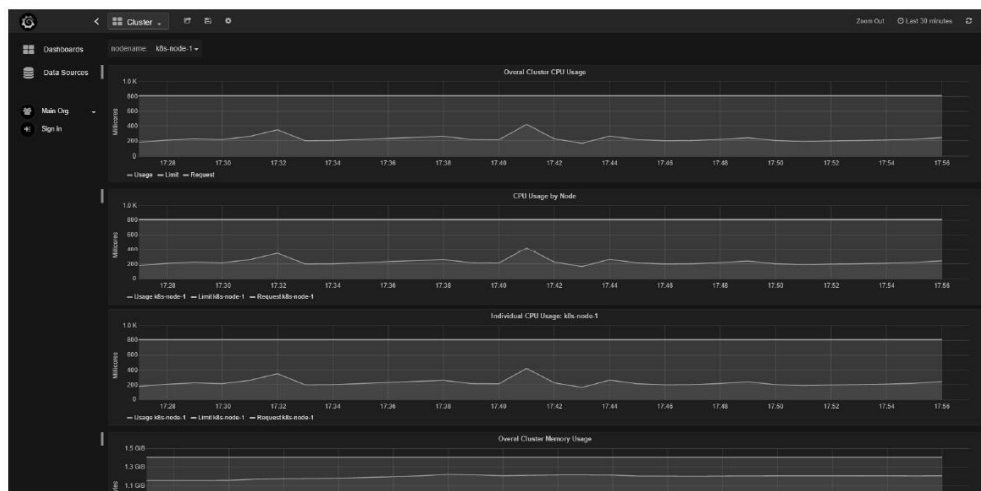 Cluster
Zoom Out Last 30 minutes
Dashboards
Data Sources
Main Org.
Sign In
nodename: k8s-node-1
Overal Cluster CPU Usage
1.0 K
800
600
400
200
0
Millicores
17:28 17:30 17:32 17:34 17:36 17:38 17:40 17:42 17:44 17:46 17:48 17:50 17:52 17:54 17:56
Usage Limit Request
CPU Usage by Node
1.0 K
800
600
400
200
0
Millicores
17:28 17:30 17:32 17:34 17:36 17:38 17:40 17:42 17:44 17:46 17:48 17:50 17:52 17:54 17:56
Usage k8s-node-1 Limit k8s-node-1 Request k8s-node-1
Individual CPU Usage: k8s-node-1
1.0 K
800
600
400
200
0
Millicores
17:28 17:30 17:32 17:34 17:36 17:38 17:40 17:42 17:44 17:46 17:48 17:50 17:52 17:54 17:56
Usage k8s-node-1 Limit k8s-node-1 Request k8s-node-1
Overal Cluster Memory Usage
1.5 GiB
1.3 GiB
1.1 GiB